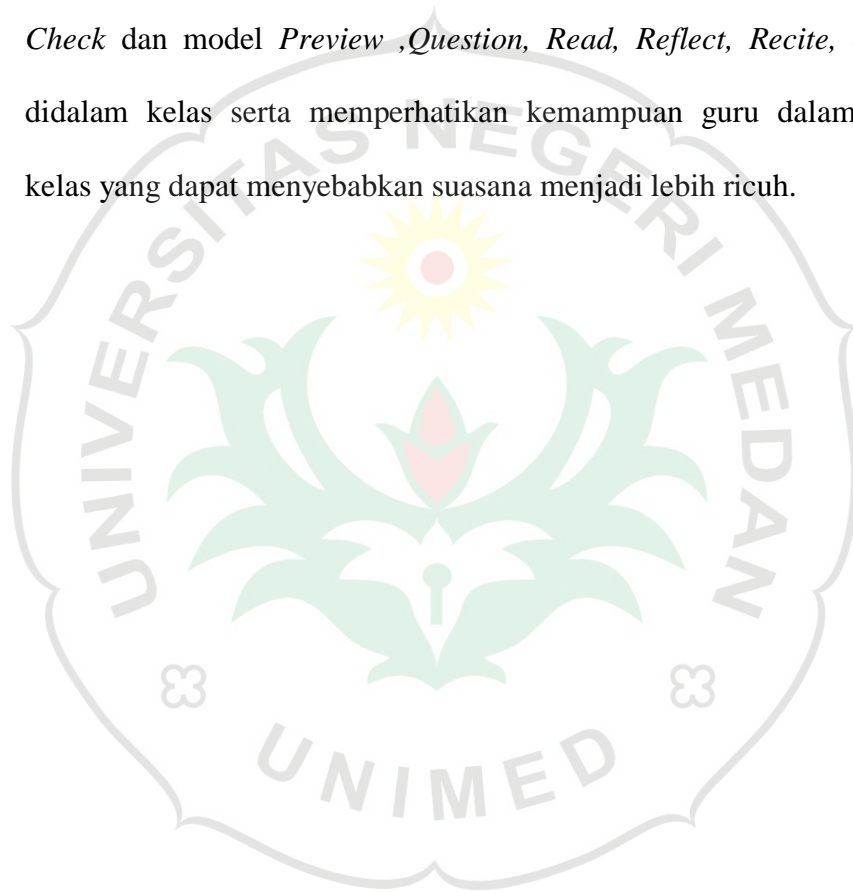 Check dan model Preview ,Question, Read, Reflect, Recite,
didalam kelas serta memperhatikan kemampuan guru dalam
kelas yang dapat menyebabkan suasana menjadi lebih ricuh.
UNIVERSITAS NEGERI MEDAN
UNIMED